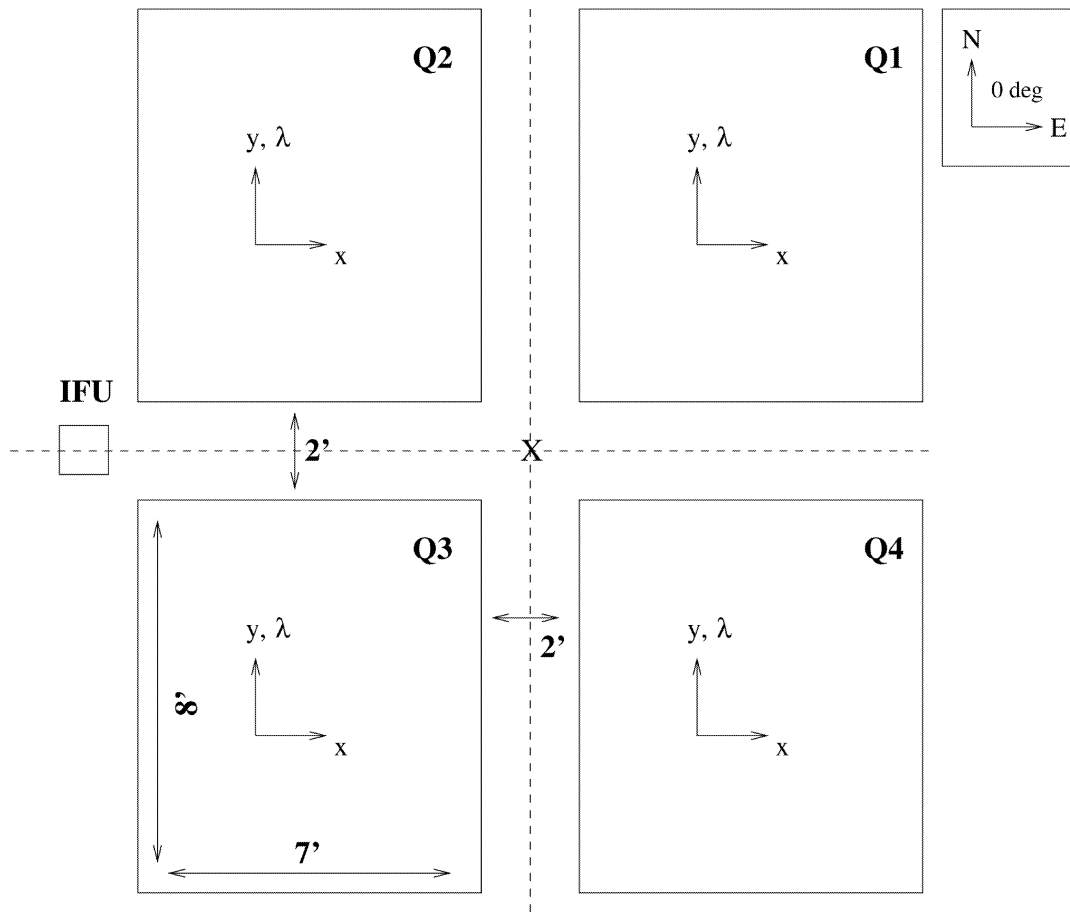 Q2
Q1
N
0 deg
E
y, λ
x
y, λ
x
IFU
2’
X
Q3
Q4
y, λ
x
2’
y, λ
x
8’
7’